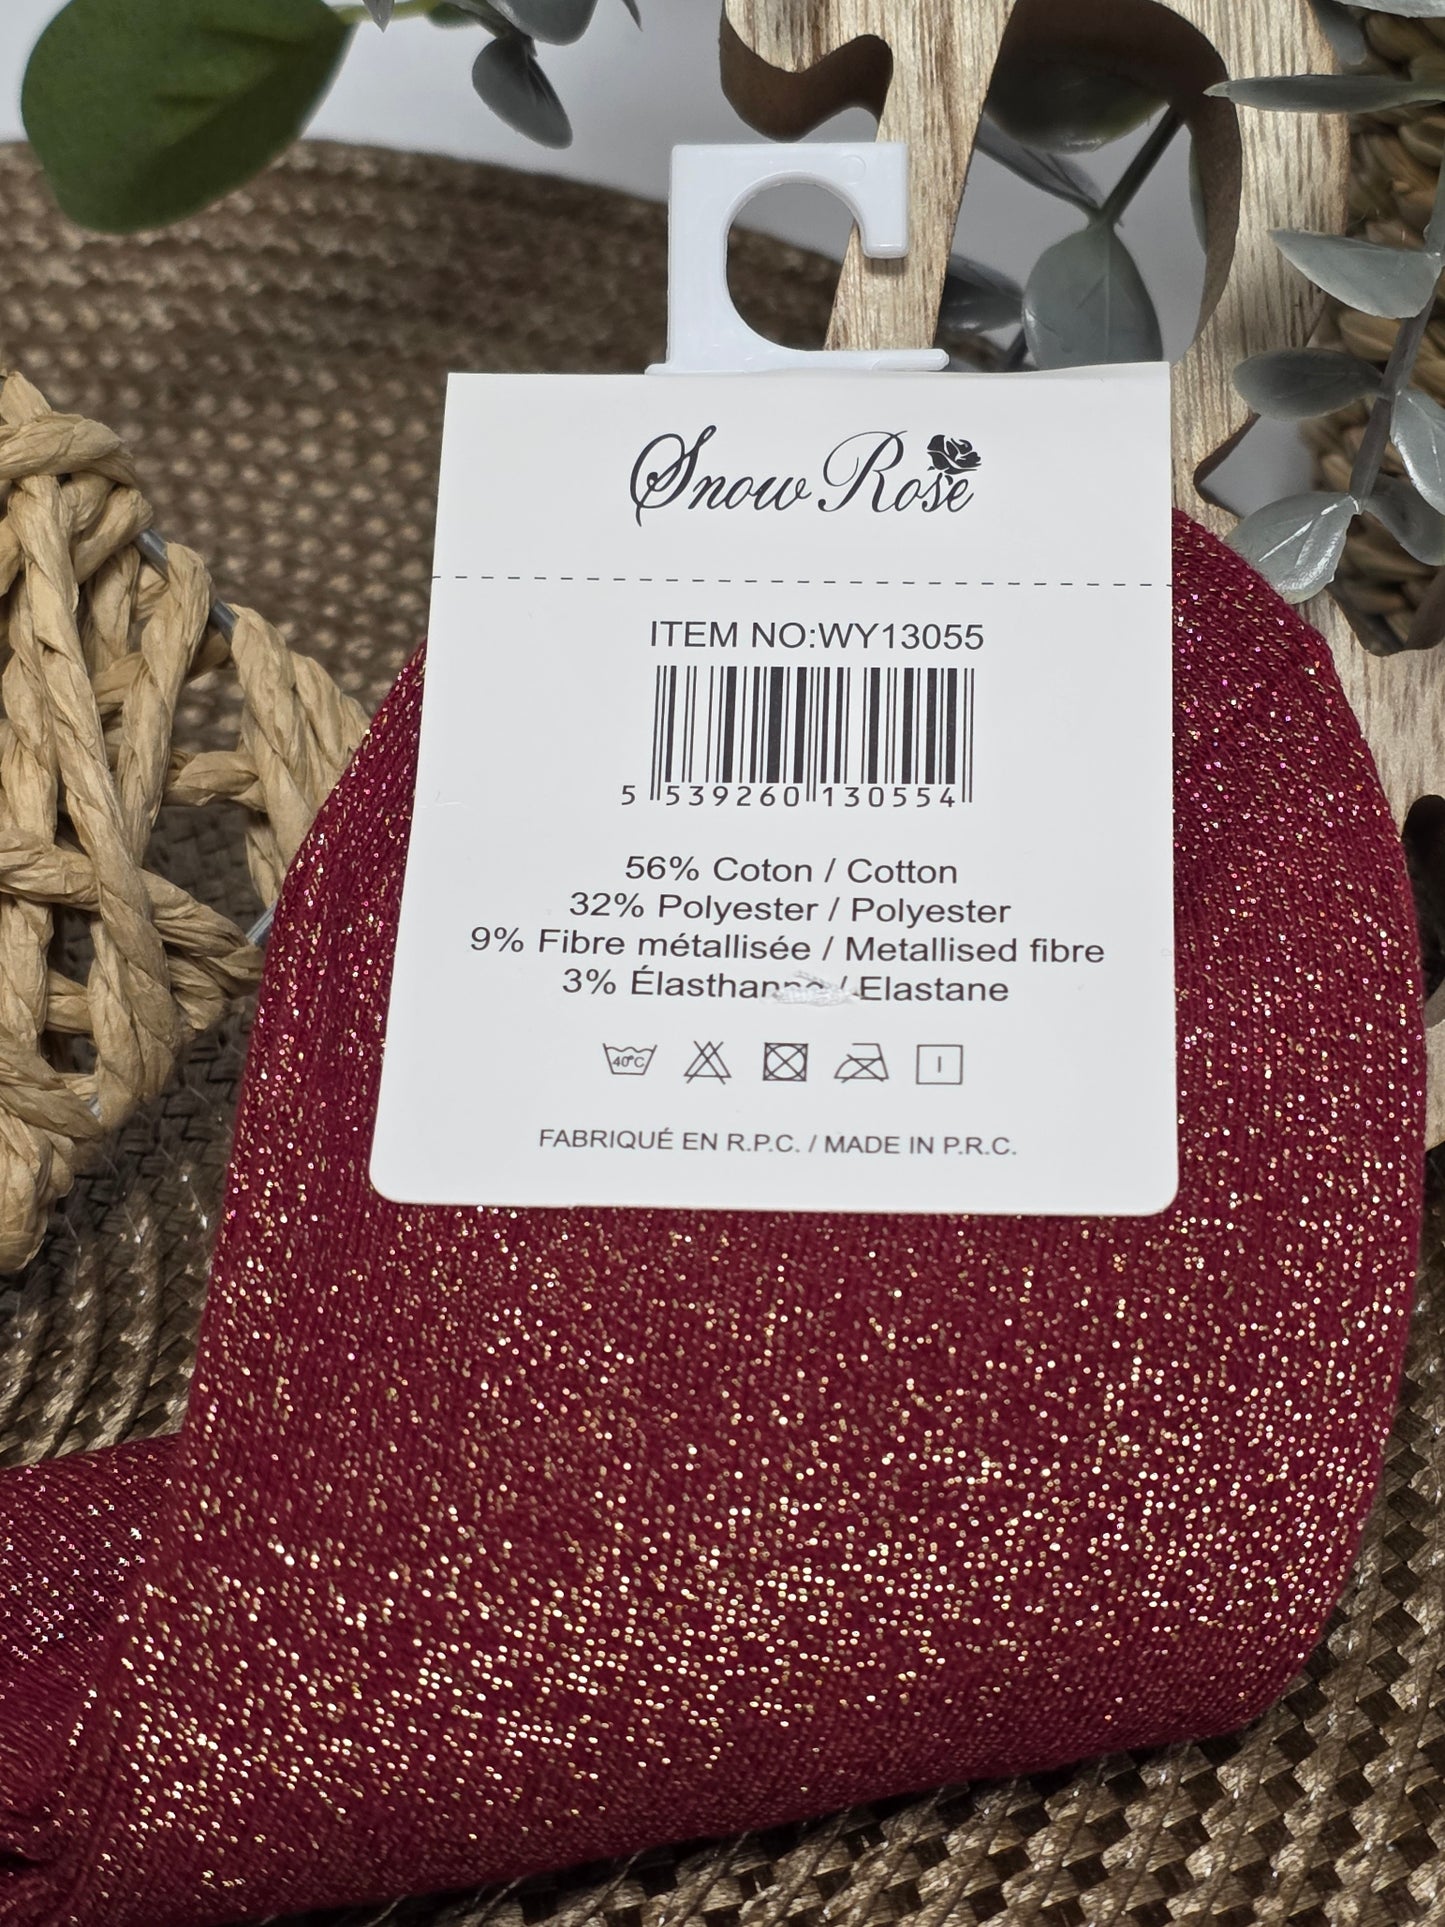 Snow Rose
ITEM NO:WY13055
5 539260 130554
56% Coton / Cotton
32% Polyester / Polyester
9% Fibre métallisée / Metallised fibre
3% Élasthanne / Elastane
40°C
FABRIQUÉ EN R.P.C. / MADE IN P.R.C.